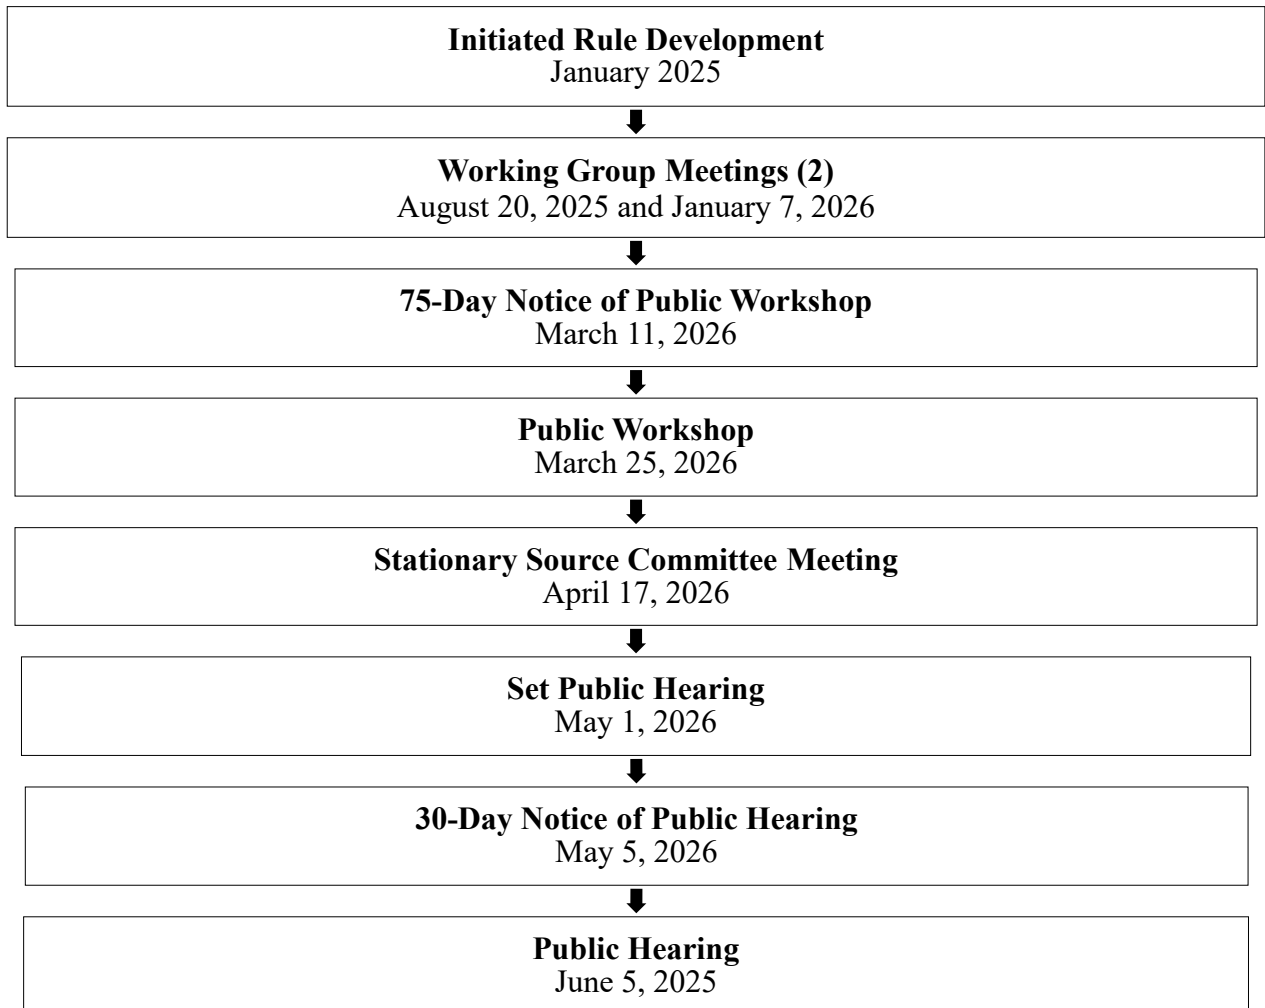 Initiated Rule Development
January 2025
Working Group Meetings (2)
August 20, 2025 and January 7, 2026
75-Day Notice of Public Workshop
March 11, 2026
Public Workshop
March 25, 2026
Stationary Source Committee Meeting
April 17, 2026
Set Public Hearing
May 1, 2026
30-Day Notice of Public Hearing
May 5, 2026
Public Hearing
June 5, 2025